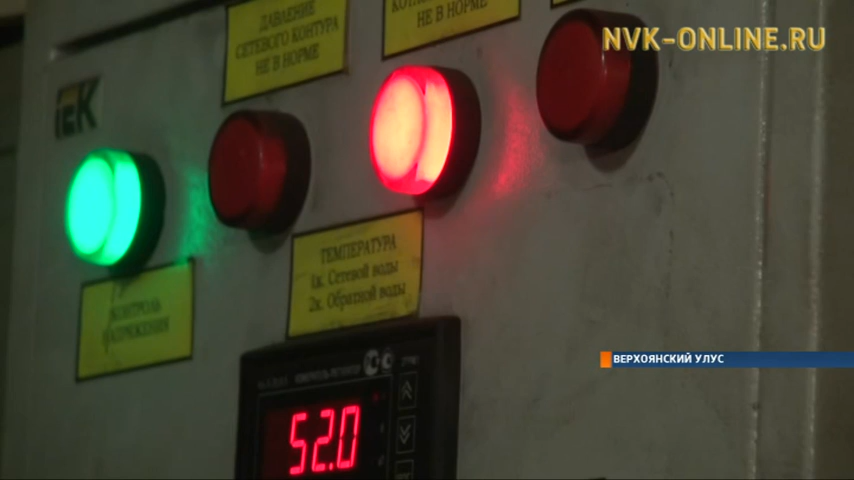 NVK-ONLINE.RU
ДАВЛЕНИЕ
СЕТЕВОГО КОНТУРА
НЕ В НОРМЕ
НЕ В НОРМЕ
IEK
ТЕМПЕРАТУРА
1к. Сетевой воды
2к. Обратной воды
КОНТРОЛЬ
НАПРЯЖЕНИЯ
ВЕРХОЯНСКИЙ УЛУС
52.0